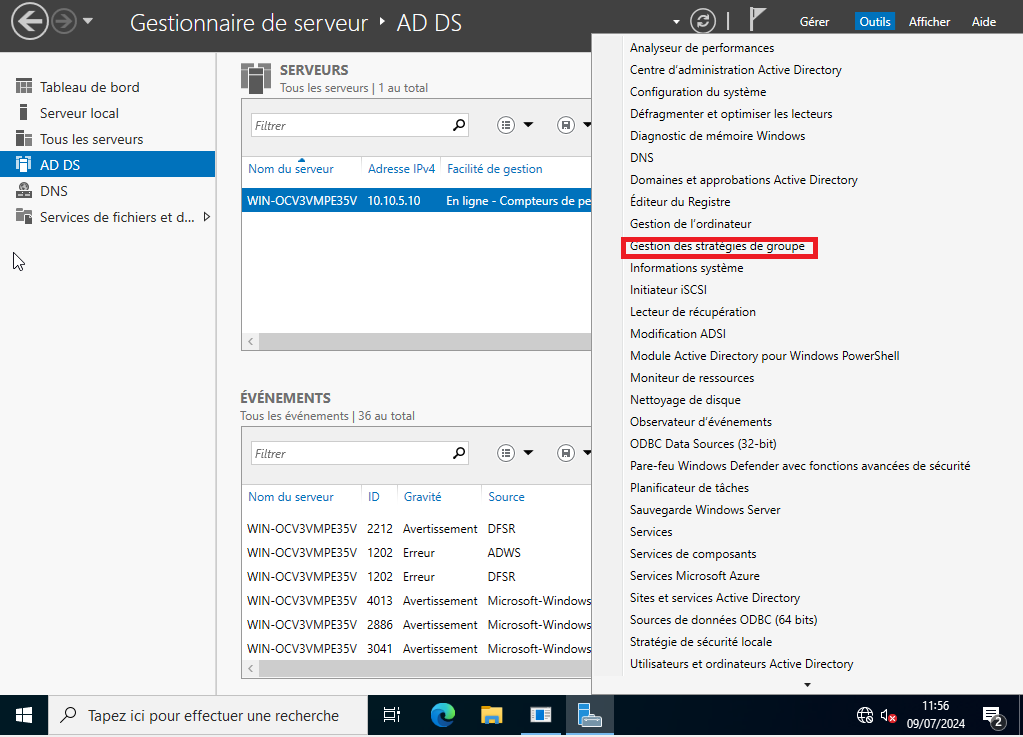 Gestionnaire de serveur ‣ AD DS
Gérer Outils Afficher Aide
Tableau de bord
Serveur local
Tous les serveurs
AD DS
DNS
Services de fichiers et d...
SERVEURS
Tous les serveurs | 1 au total
Filtrer
Nom du serveur Adresse IPv4 Facilité de gestion
WIN-OCV3VMPE35V 10.10.5.10 En ligne - Compteurs de pe
ÉVÉNEMENTS
Tous les événements | 36 au total
Filtrer
Nom du serveur ID Gravité Source
WIN-OCV3VMPE35V 2212 Avertissement DFSR
WIN-OCV3VMPE35V 1202 Erreur ADWS
WIN-OCV3VMPE35V 1202 Erreur DFSR
WIN-OCV3VMPE35V 4013 Avertissement Microsoft-Windows
WIN-OCV3VMPE35V 2886 Avertissement Microsoft-Windows
WIN-OCV3VMPE35V 3041 Avertissement Microsoft-Windows
Analyseur de performances
Centre d'administration Active Directory
Configuration du système
Défragmenter et optimiser les lecteurs
Diagnostic de mémoire Windows
DNS
Domaines et approbations Active Directory
Éditeur du Registre
Gestion de l'ordinateur
Gestion des stratégies de groupe
Informations système
Initiateur iSCSI
Lecteur de récupération
Modification ADSI
Module Active Directory pour Windows PowerShell
Moniteur de ressources
Nettoyage de disque
Observateur d'événements
ODBC Data Sources (32-bit)
Pare-feu Windows Defender avec fonctions avancées de sécurité
Planificateur de tâches
Sauvegarde Windows Server
Services
Services de composants
Services Microsoft Azure
Sites et services Active Directory
Sources de données ODBC (64 bits)
Stratégie de sécurité locale
Utilisateurs et ordinateurs Active Directory
Tapez ici pour effectuer une recherche
11:56
09/07/2024
2